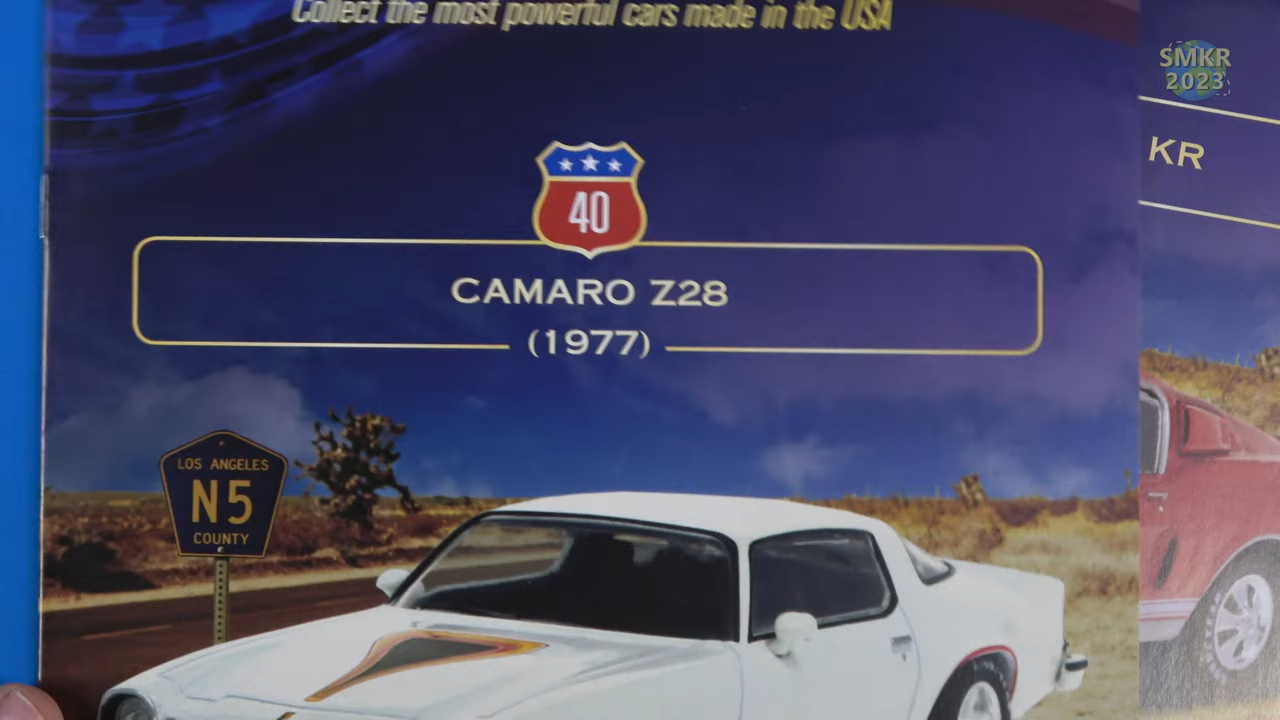 Collect the most powerful cars made in the USA
SMKR
2023
KR
40
CAMARO Z28
(1977)
LOS ANGELES
N5
COUNTY